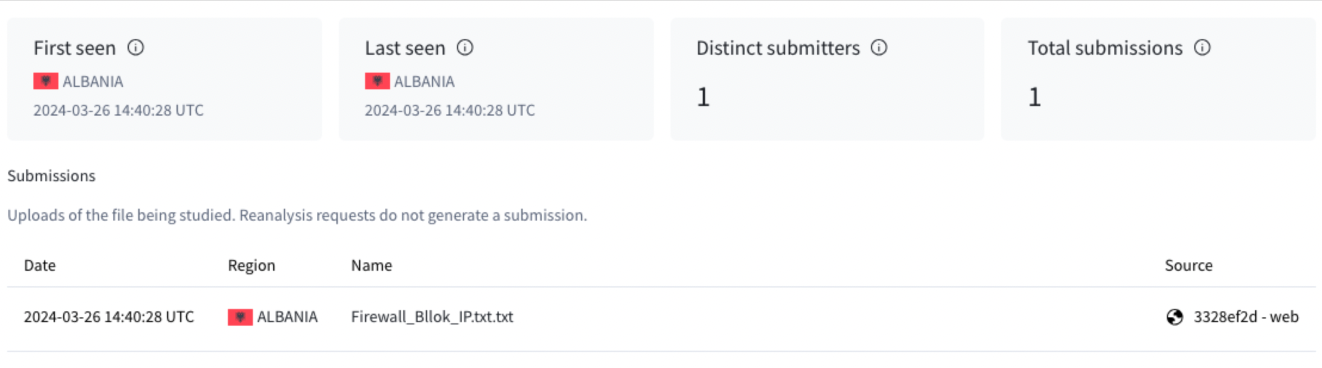 First seen
Last seen
Distinct submitters
Total submissions
ALBANIA
ALBANIA
2024-03-26 14:40:28 UTC
2024-03-26 14:40:28 UTC
1
1
Submissions
Uploads of the file being studied. Reanalysis requests do not generate a submission.
Date Region Name Source
2024-03-26 14:40:28 UTC ALBANIA Firewall_Bllok_IP.txt.txt 3328ef2d - web